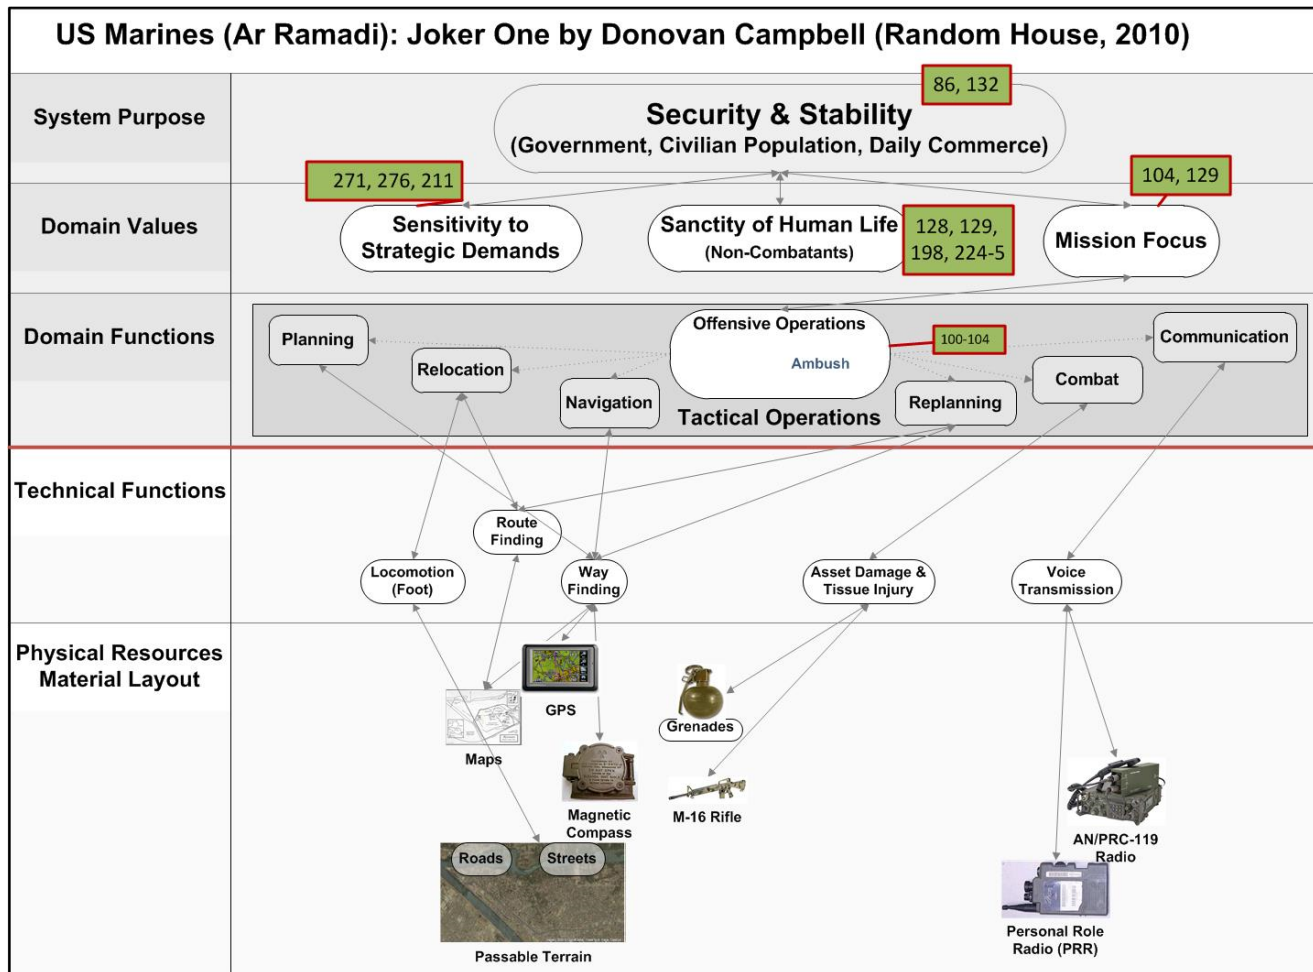 US Marines (Ar Ramadi): Joker One by Donovan Campbell (Random House, 2010)
System Purpose
86, 132
Security & Stability
(Government, Civilian Population, Daily Commerce)
Domain Values
271, 276, 211
Sensitivity to
Strategic Demands
Sanctity of Human Life
(Non-Combatants)
128, 129,
198, 224-5
104, 129
Mission Focus
Domain Functions
Planning
Relocation
Navigation
Offensive Operations
Ambush
100-104
Tactical Operations
Replanning
Combat
Communication
Technical Functions
Route
Finding
Locomotion
(Foot)
Way
Finding
Asset Damage &
Tissue Injury
Voice
Transmission
Physical Resources
Material Layout
Maps
GPS
Magnetic
Compass
Grenades
M-16 Rifle
AN/PRC-119
Radio
Roads
Streets
Passable Terrain
Personal Role
Radio (PRR)